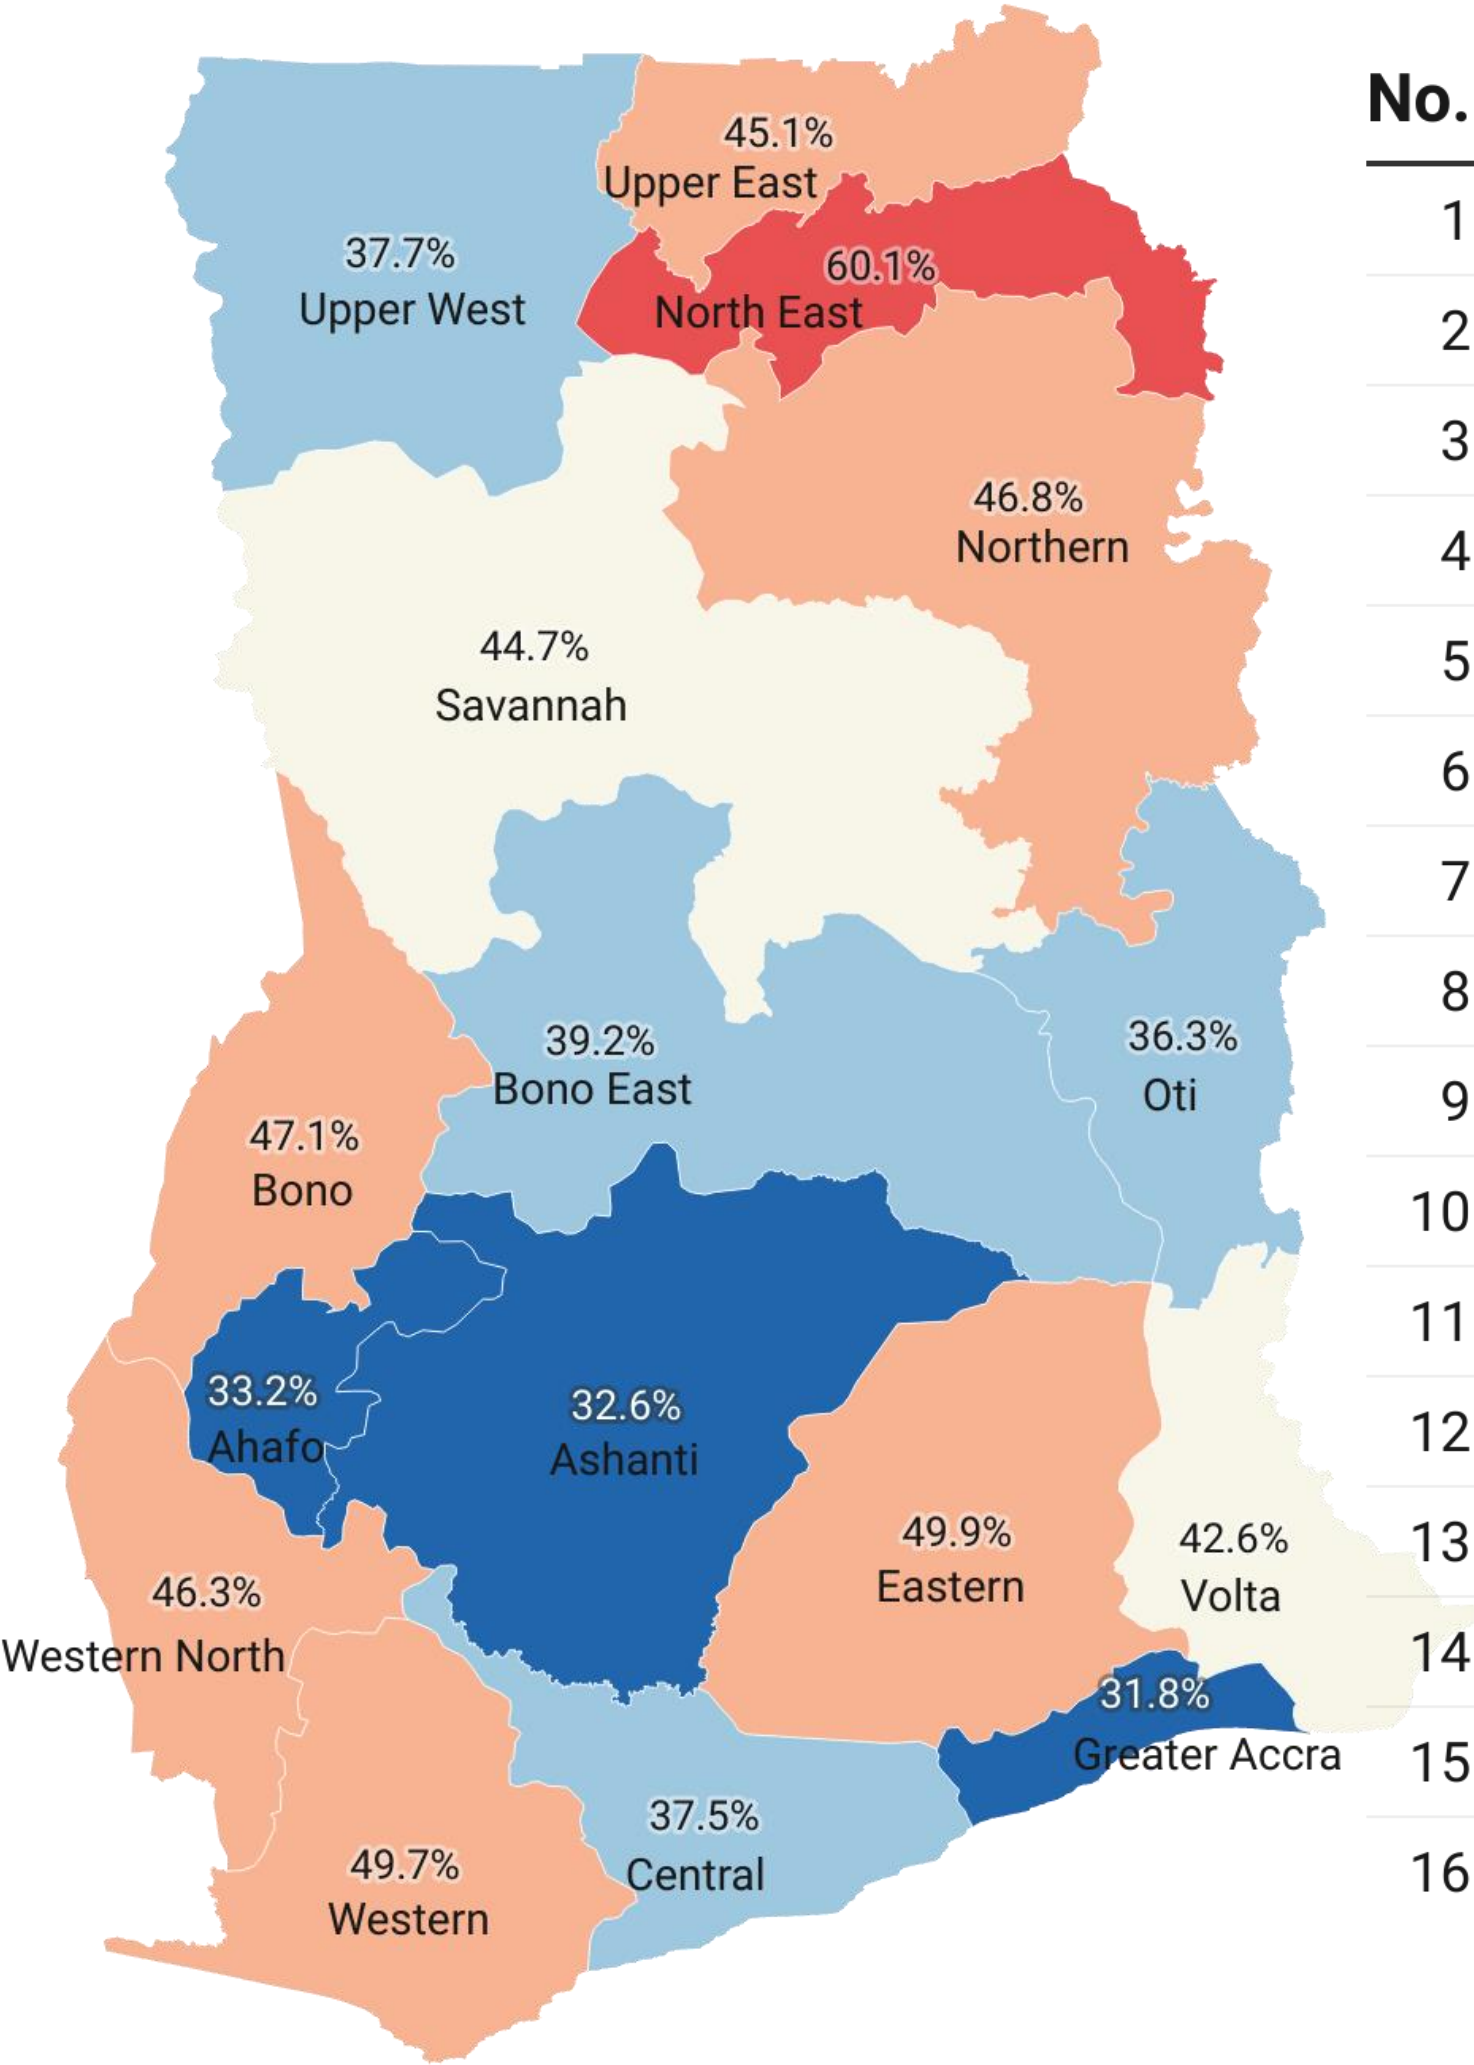 No.
45.1%
Upper East
1
37.7%
Upper West
60.1%
North East
2
3
46.8%
Northern
4
44.7%
Savannah
5
6
7
8
39.2%
Bono East
36.3%
Oti
9
47.1%
Bono
10
11
33.2%
Ahafo
32.6%
Ashanti
12
49.9%
Eastern
42.6%
Volta
13
46.3%
Western North
14
31.8%
Greater Accra
15
37.5%
Central
49.7%
Western
16